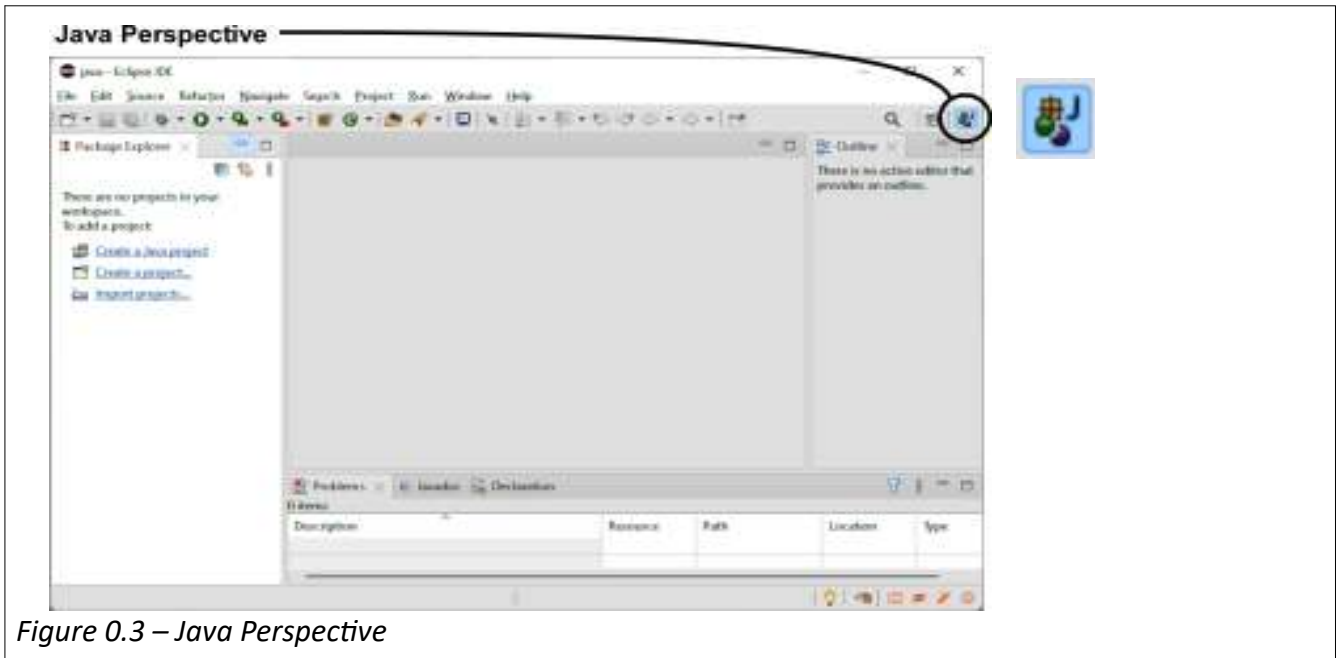 Java Perspective
java - Eclipse IDE
File Edit Source Refactor Navigate Search Project Run Window Help
Package Explorer
Outline
There is no active editor that
provides an outline.
There are no projects in your
workspace.
To add a project:
Create a Java project
Create a project...
Import projects...
Problems Javadoc Declaration
0 items
Description Resource Path Location Type
J
Figure 0.3 – Java Perspective